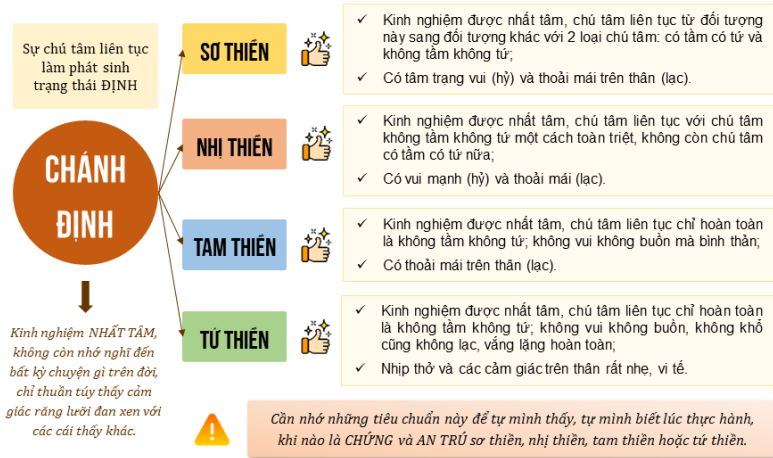 Sự chú tâm liên tục
làm phát sinh
trạng thái ĐỊNH
CHÁNH
ĐỊNH
Kinh nghiệm NHẤT TÂM,
không còn nhớ nghĩ đến
bất kỳ chuyện gì trên đời,
chỉ thuần túy thấy cảm
giác răng lưỡi đan xen với
các cái thấy khác.
SƠ THIỀN
✓ Kinh nghiệm được nhất tâm, chú tâm liên tục từ đối tượng
này sang đối tượng khác với 2 loại chú tâm: có tầm có tứ và
không tầm không tứ;
✓ Có tâm trạng vui (hỷ) và thoải mái trên thân (lạc).
NHỊ THIỀN
✓ Kinh nghiệm được nhất tâm, chú tâm liên tục với chú tâm
không tầm không tứ một cách toàn triệt, không còn chú tâm
có tầm có tứ nữa;
✓ Có vui mạnh (hỷ) và thoải mái (lạc).
TAM THIỀN
✓ Kinh nghiệm được nhất tâm, chú tâm liên tục chỉ hoàn toàn
là không tầm không tứ; không vui không buồn mà bình thản;
✓ Có thoải mái trên thân (lạc).
TỨ THIỀN
✓ Kinh nghiệm được nhất tâm, chú tâm liên tục chỉ hoàn toàn
là không tầm không tứ; không vui không buồn, không khổ
cũng không lạc, vắng lặng hoàn toàn;
✓ Nhịp thở và các cảm giác trên thân rất nhẹ, vi tế.
Cần nhớ những tiêu chuẩn này để tự mình thấy, tự mình biết lúc thực hành,
khi nào là CHỨNG và AN TRÚ sơ thiền, nhị thiền, tam thiền hoặc tứ thiền.